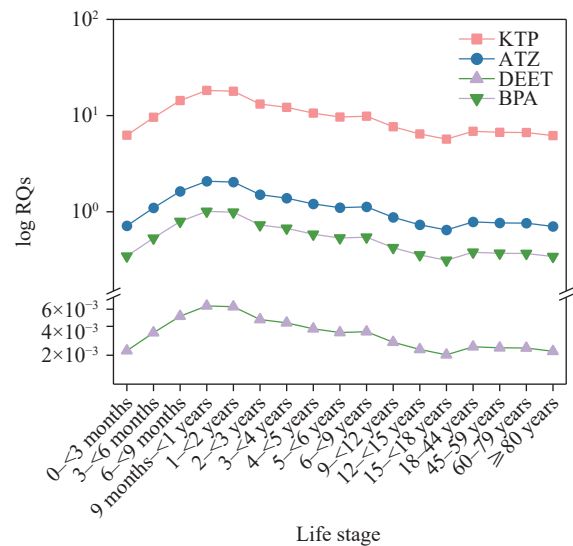 KTP
ATZ
DEET
BPA
log RQs
10²
10¹
10⁰
6×10⁻³
4×10⁻³
2×10⁻³
0–<3 months
3–<6 months
6–<9 months
9 months–<1 years
1–<2 years
2–<3 years
3–<4 years
4–<5 years
5–<6 years
6–<9 years
9–<12 years
12–<15 years
15–<18 years
18–44 years
45–59 years
60–79 years
⩾80 years
Life stage